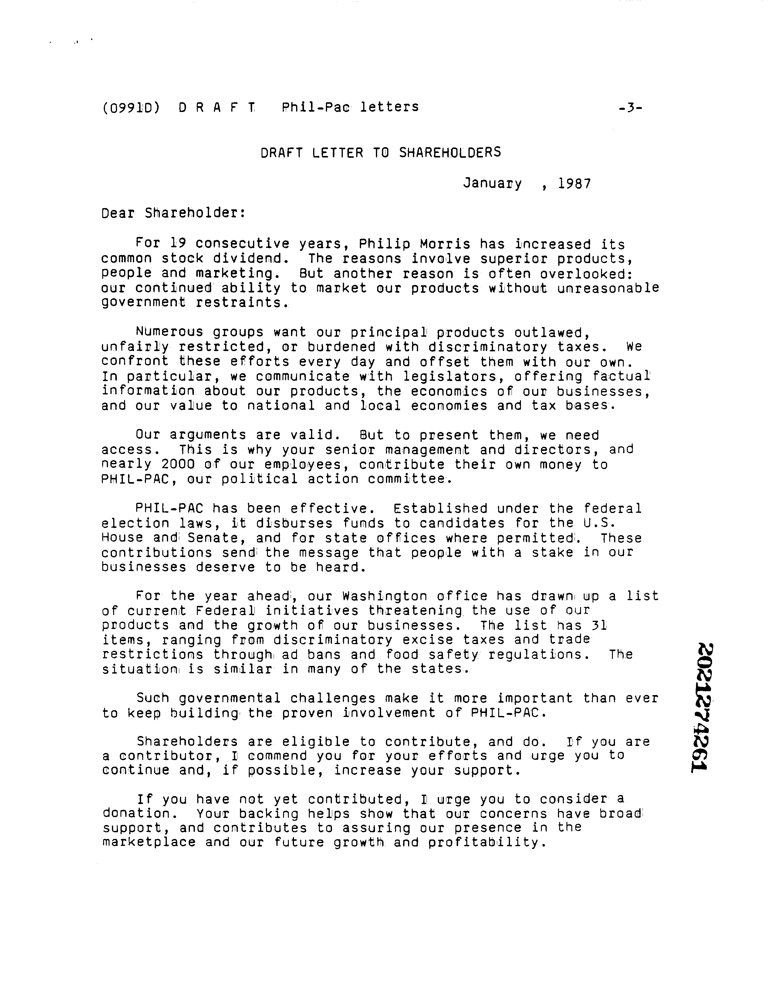 (0991D) D R A F T Phil-Pac letters -3-
DRAFT LETTER TO SHAREHOLDERS
January , 1987
Dear Shareholder:
For 19 consecutive years, Philip Morris has increased its
common stock dividend. The reasons involve superior products,
people and marketing. But another reason is often overlooked:
our continued ability to market our products without unreasonable
government restraints.
Numerous groups want our principal products outlawed,
unfairly restricted, or burdened with discriminatory taxes. We
confront these efforts every day and offset them with our own.
In particular, we communicate with legislators, offering factual
information about our products, the economics of our businesses,
and our value to national and local economies and tax bases.
Our arguments are valid. But to present them, we need
access. This is why your senior management and directors, and
nearly 2000 of our employees, contribute their own money to
PHIL-PAC, our political action committee.
PHIL-PAC has been effective. Established under the federal
election laws, it disburses funds to candidates for the U.S.
House and Senate, and for state offices where permitted. These
contributions send the message that people with a stake in our
businesses deserve to be heard.
For the year ahead, our Washington office has drawn up a list
of current Federal initiatives threatening the use of our
products and the growth of our businesses. The list has 31
items, ranging from discriminatory excise taxes and trade
restrictions through ad bans and food safety regulations. The
situation is similar in many of the states.
Such governmental challenges make it more important than ever
to keep building the proven involvement of PHIL-PAC.
Shareholders are eligible to contribute, and do. If you are
a contributor, I commend you for your efforts and urge you to
continue and, if possible, increase your support.
If you have not yet contributed, I urge you to consider a
donation. Your backing helps show that our concerns have broad
support, and contributes to assuring our presence in the
marketplace and our future growth and profitability.
2021274261